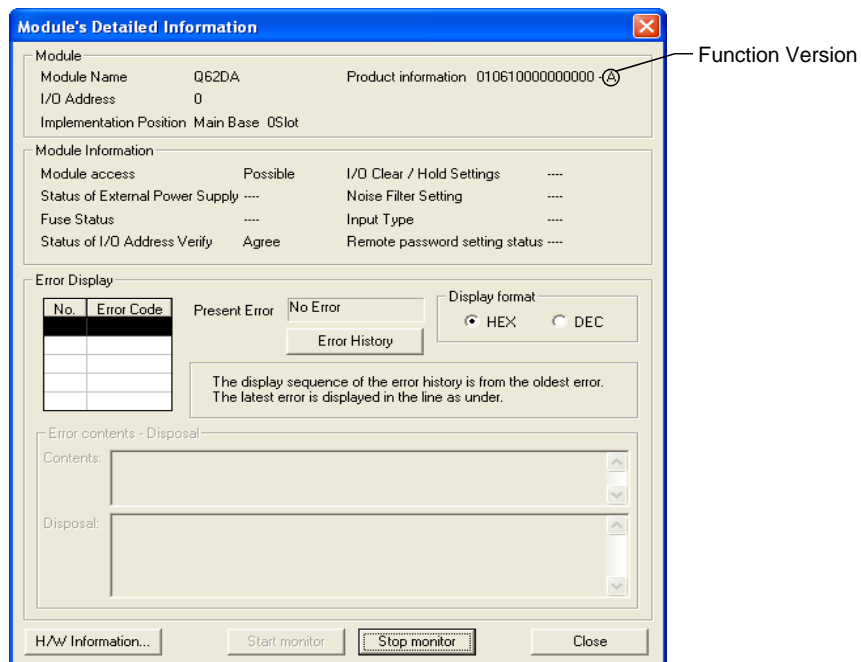 Module's Detailed Information
Module
Module Name Q62DA Product information 010610000000000 -A
Function Version
I/O Address 0
Implementation Position Main Base 0Slot
Module Information
Module access Possible I/O Clear / Hold Settings ----
Status of External Power Supply ---- Noise Filter Setting ----
Fuse Status ---- Input Type ----
Status of I/O Address Verify Agree Remote password setting status ----
Error Display
No. Error Code
Present Error No Error
Display format
HEX DEC
Error History
The display sequence of the error history is from the oldest error.
The latest error is displayed in the line as under.
Error contents - Disposal
Contents:
Disposal:
H/W Information... Start monitor Stop monitor Close